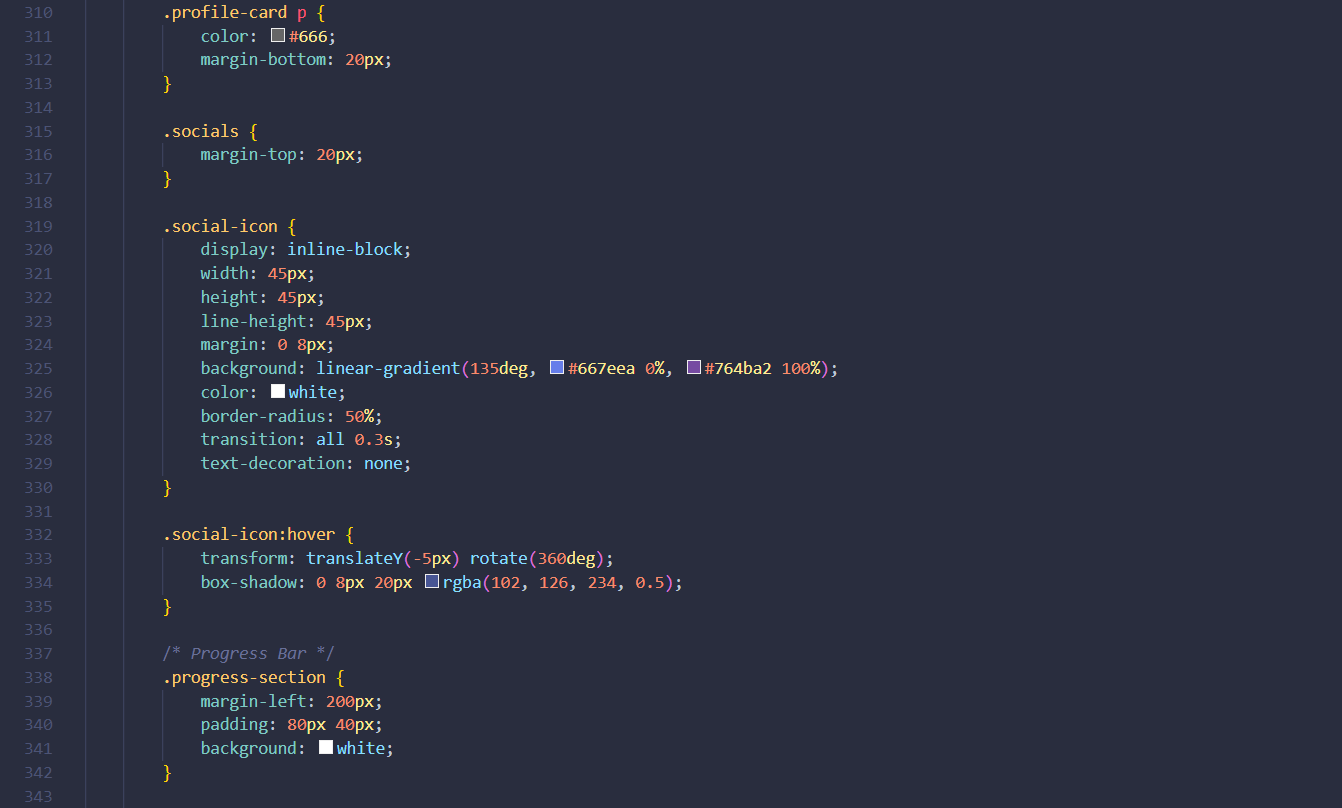 310 .profile-card p {
311 color: #666;
312 margin-bottom: 20px;
313 }
314
315 .socials {
316 margin-top: 20px;
317 }
318
319 .social-icon {
320 display: inline-block;
321 width: 45px;
322 height: 45px;
323 line-height: 45px;
324 margin: 0 8px;
325 background: linear-gradient(135deg, #667eea 0%, #764ba2 100%);
326 color: white;
327 border-radius: 50%;
328 transition: all 0.3s;
329 text-decoration: none;
330 }
331
332 .social-icon:hover {
333 transform: translateY(-5px) rotate(360deg);
334 box-shadow: 0 8px 20px rgba(102, 126, 234, 0.5);
335 }
336
337 /* Progress Bar */
338 .progress-section {
339 margin-left: 200px;
340 padding: 80px 40px;
341 background: white;
342 }
343